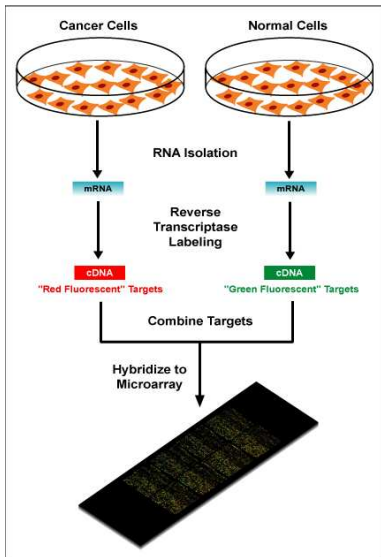 Cancer Cells
Normal Cells
RNA Isolation
mRNA
mRNA
Reverse
Transcriptase
Labeling
cDNA
cDNA
"Red Fluorescent" Targets
"Green Fluorescent" Targets
Combine Targets
Hybridize to
Microarray